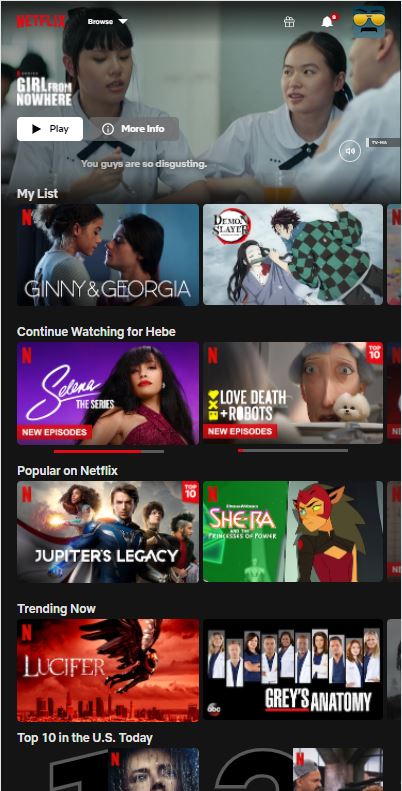 NETFLIX
Browse
SERIES
GIRL FROM
NOWHERE
Play
More Info
TV-MA
You guys are so disgusting.
My List
N
GINNY & GEORGIA
DEMON
SLAYER
Continue Watching for Hebe
N
Selena
THE SERIES
NEW EPISODES
N
TOP
10
LOVE DEATH
+ROBOTS
NEW EPISODES
Popular on Netflix
N
TOP
10
JUPITER'S LEGACY
N
SHE-RA
AND THE
PRINCESSES OF POWER
Trending Now
N
LUCIFER
abc
GREY'S ANATOMY
Top 10 in the U.S. Today
1
N
2
N